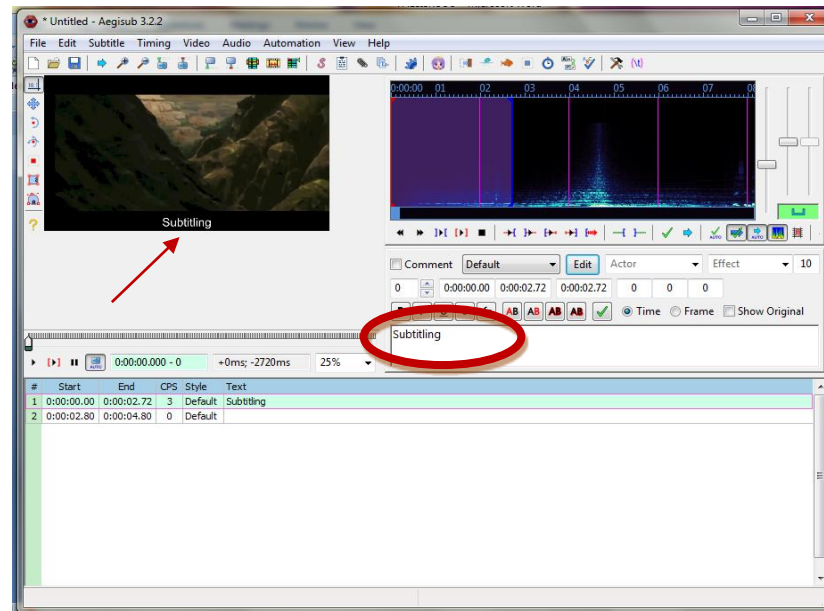 * Untitled - Aegisub 3.2.2
File Edit Subtitle Timing Video Audio Automation View Help
0:00:00 01 02 03 04 05 06 07
Subtitling
Comment Default Edit Actor Effect 10
0 0:00:00.00 0:00:02.72 0:00:02.72 0 0 0
AB AB AB AB Time Frame Show Original
Subtitling
0:00:00.000 - 0 +0ms; -2720ms 25%
# Start End CPS Style Text
1 0:00:00.00 0:00:02.72 3 Default Subtitling
2 0:00:02.80 0:00:04.80 0 Default